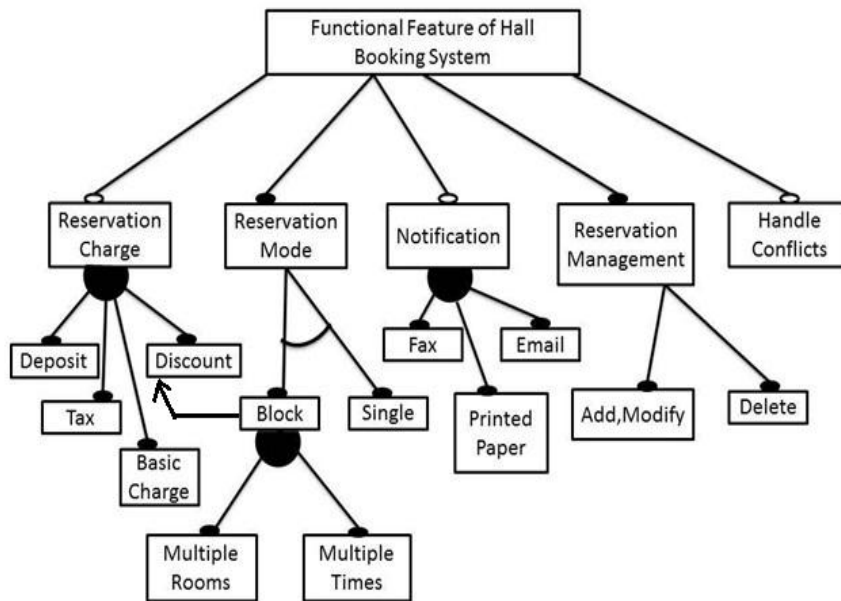 Functional Feature of Hall
Booking System
Reservation
Charge
Reservation
Mode
Notification
Reservation
Management
Handle
Conflicts
Deposit
Discount
Tax
Basic
Charge
Block
Single
Fax
Email
Printed
Paper
Add,Modify
Delete
Multiple
Rooms
Multiple
Times